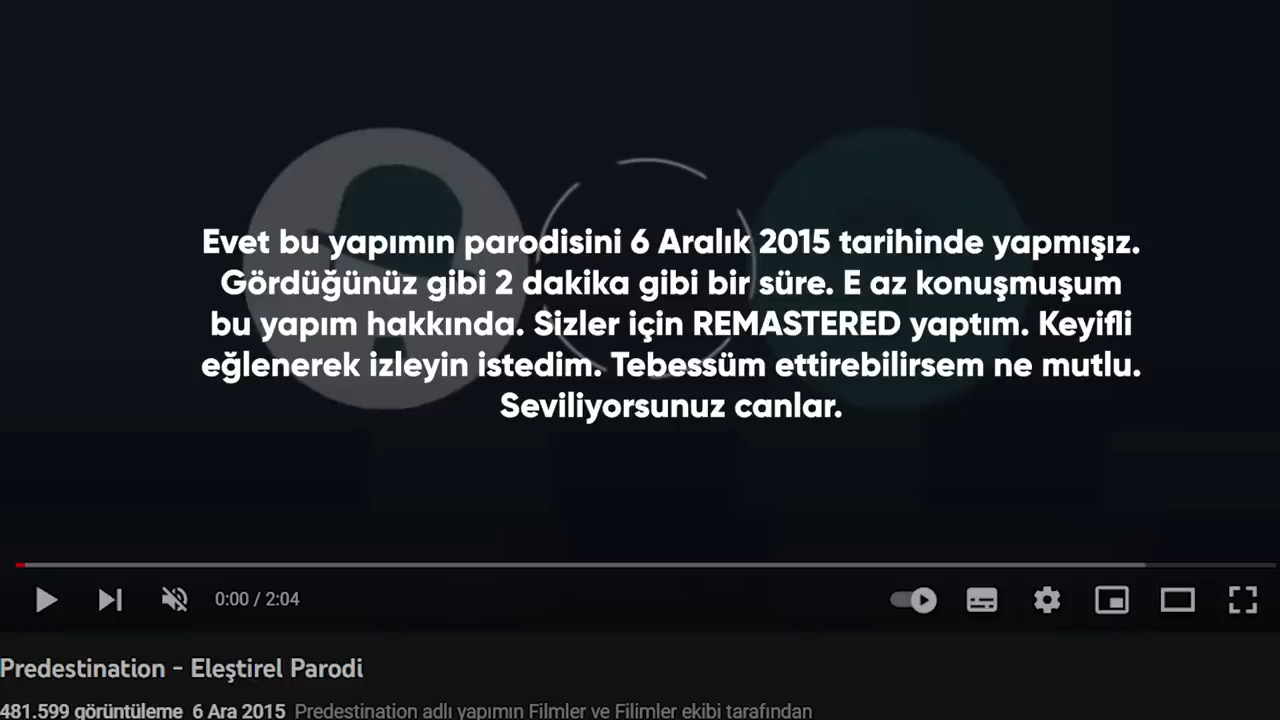 Evet bu yapımın parodisini 6 Aralık 2015 tarihinde yapmışız.
Gördüğünüz gibi 2 dakika gibi bir süre. E az konuşmuşum
bu yapım hakkında. Sizler için REMASTERED yaptım. Keyifli
eğlenerek izleyin istedim. Tebessüm ettirebilirsem ne mutlu.
Seviliyorsunuz canlar.
0:00 / 2:04
Predestination - Eleştirel Parodi
481.599 görüntüleme 6 Ara 2015 Predestination adlı yapımın Filmler ve Filimler ekibi tarafından